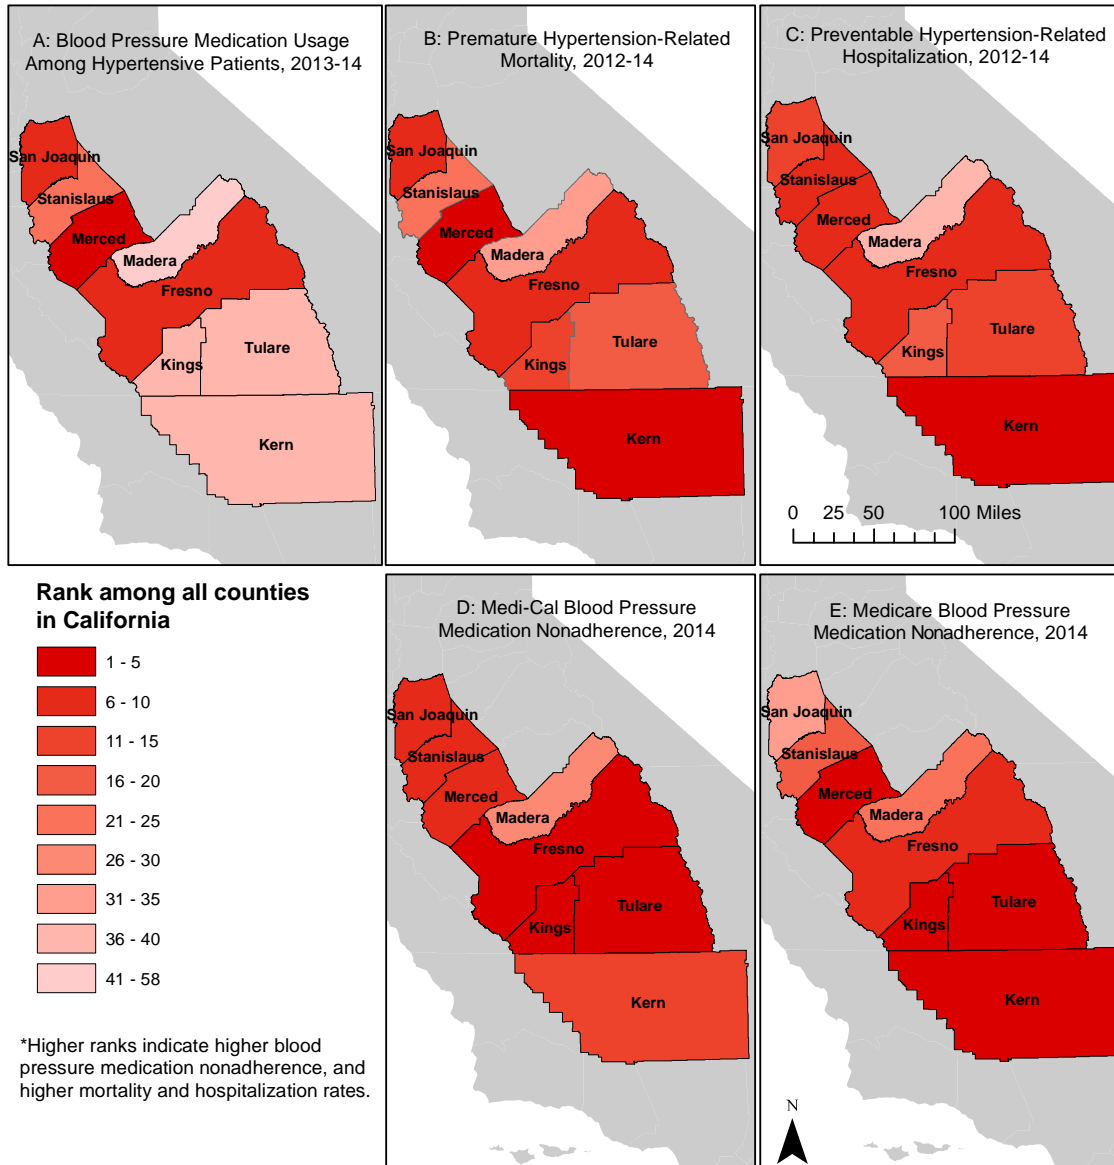 A: Blood Pressure Medication Usage
Among Hypertensive Patients, 2013-14
San Joaquin
Stanislaus
Merced
Madera
Fresno
Kings
Tulare
Kern
B: Premature Hypertension-Related
Mortality, 2012-14
San Joaquin
Stanislaus
Merced
Madera
Fresno
Kings
Tulare
Kern
C: Preventable Hypertension-Related
Hospitalization, 2012-14
San Joaquin
Stanislaus
Merced
Madera
Fresno
Kings
Tulare
Kern
0 25 50 100 Miles
Rank among all counties
in California
1 - 5
6 - 10
11 - 15
16 - 20
21 - 25
26 - 30
31 - 35
36 - 40
41 - 58
*Higher ranks indicate higher blood
pressure medication nonadherence, and
higher mortality and hospitalization rates.
D: Medi-Cal Blood Pressure
Medication Nonadherence, 2014
San Joaquin
Stanislaus
Merced
Madera
Fresno
Kings
Tulare
Kern
E: Medicare Blood Pressure
Medication Nonadherence, 2014
San Joaquin
Stanislaus
Merced
Madera
Fresno
Kings
Tulare
Kern
N